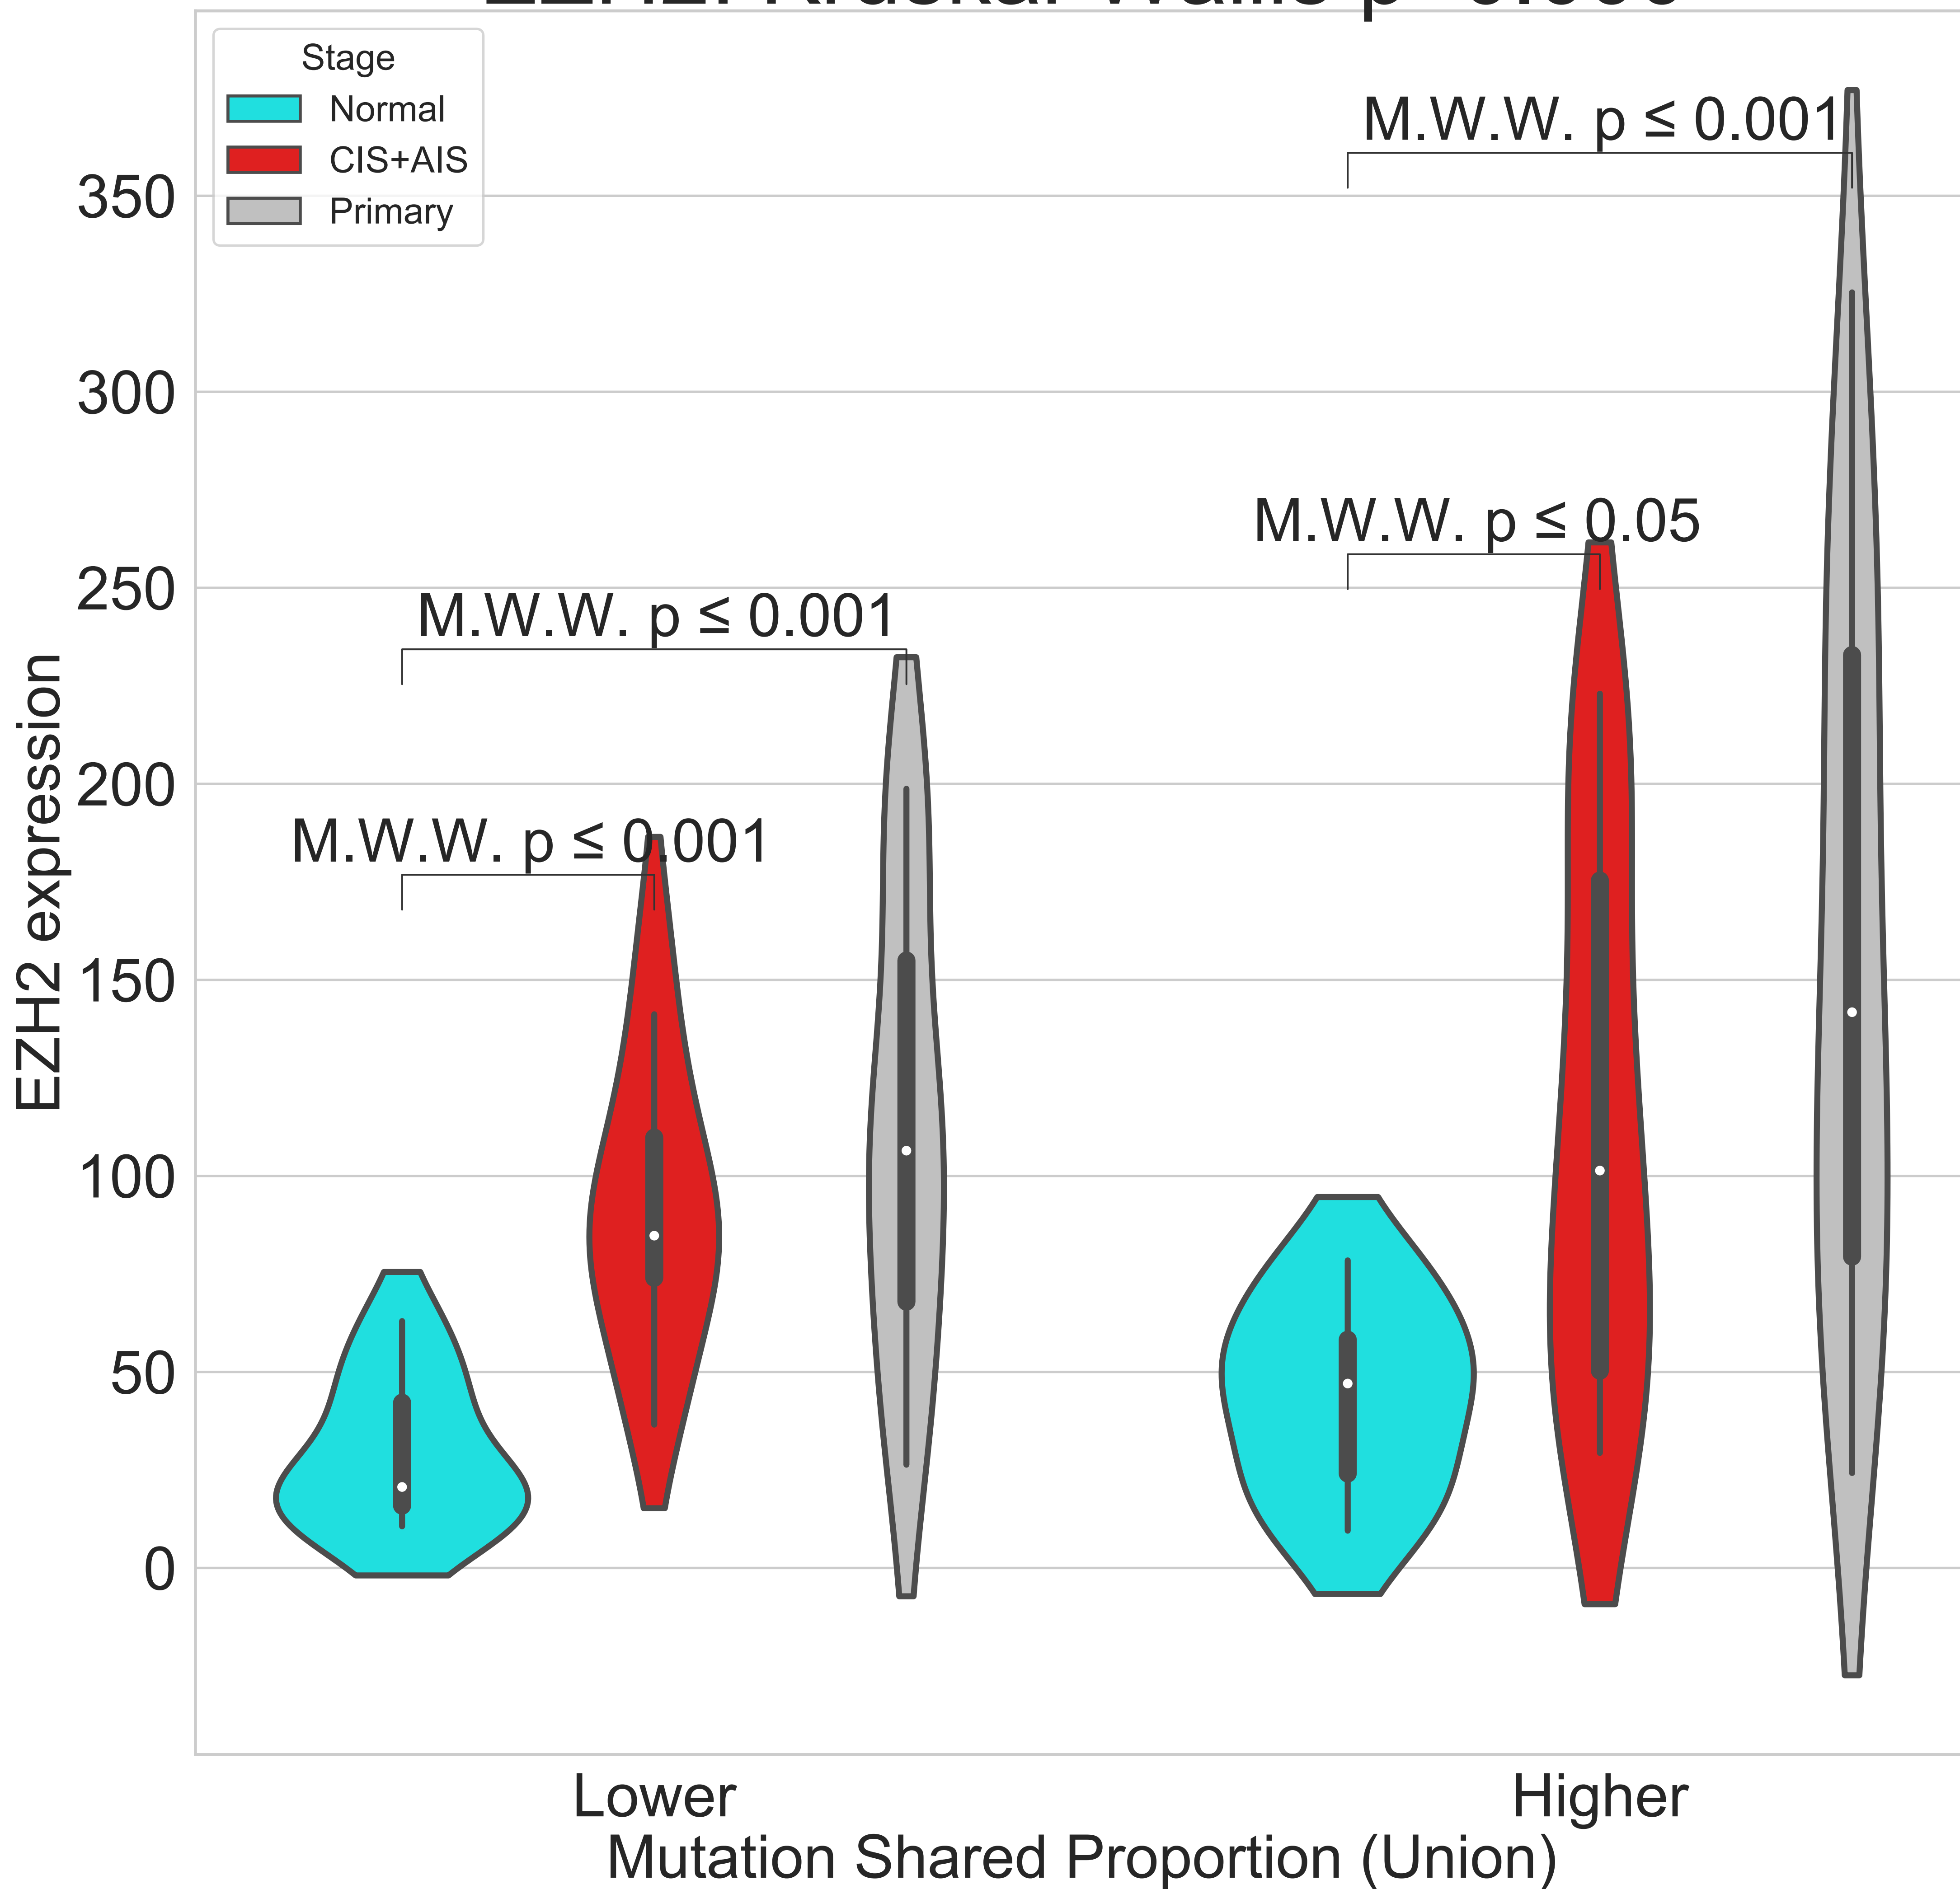 Stage
Normal
CIS+AIS
Primary
M.W.W. p ≤ 0.001
M.W.W. p ≤ 0.05
M.W.W. p ≤ 0.001
M.W.W. p ≤ 0.001
350
300
250
200
150
100
50
0
EZH2 expression
Lower
Higher
Mutation Shared Proportion (Union)